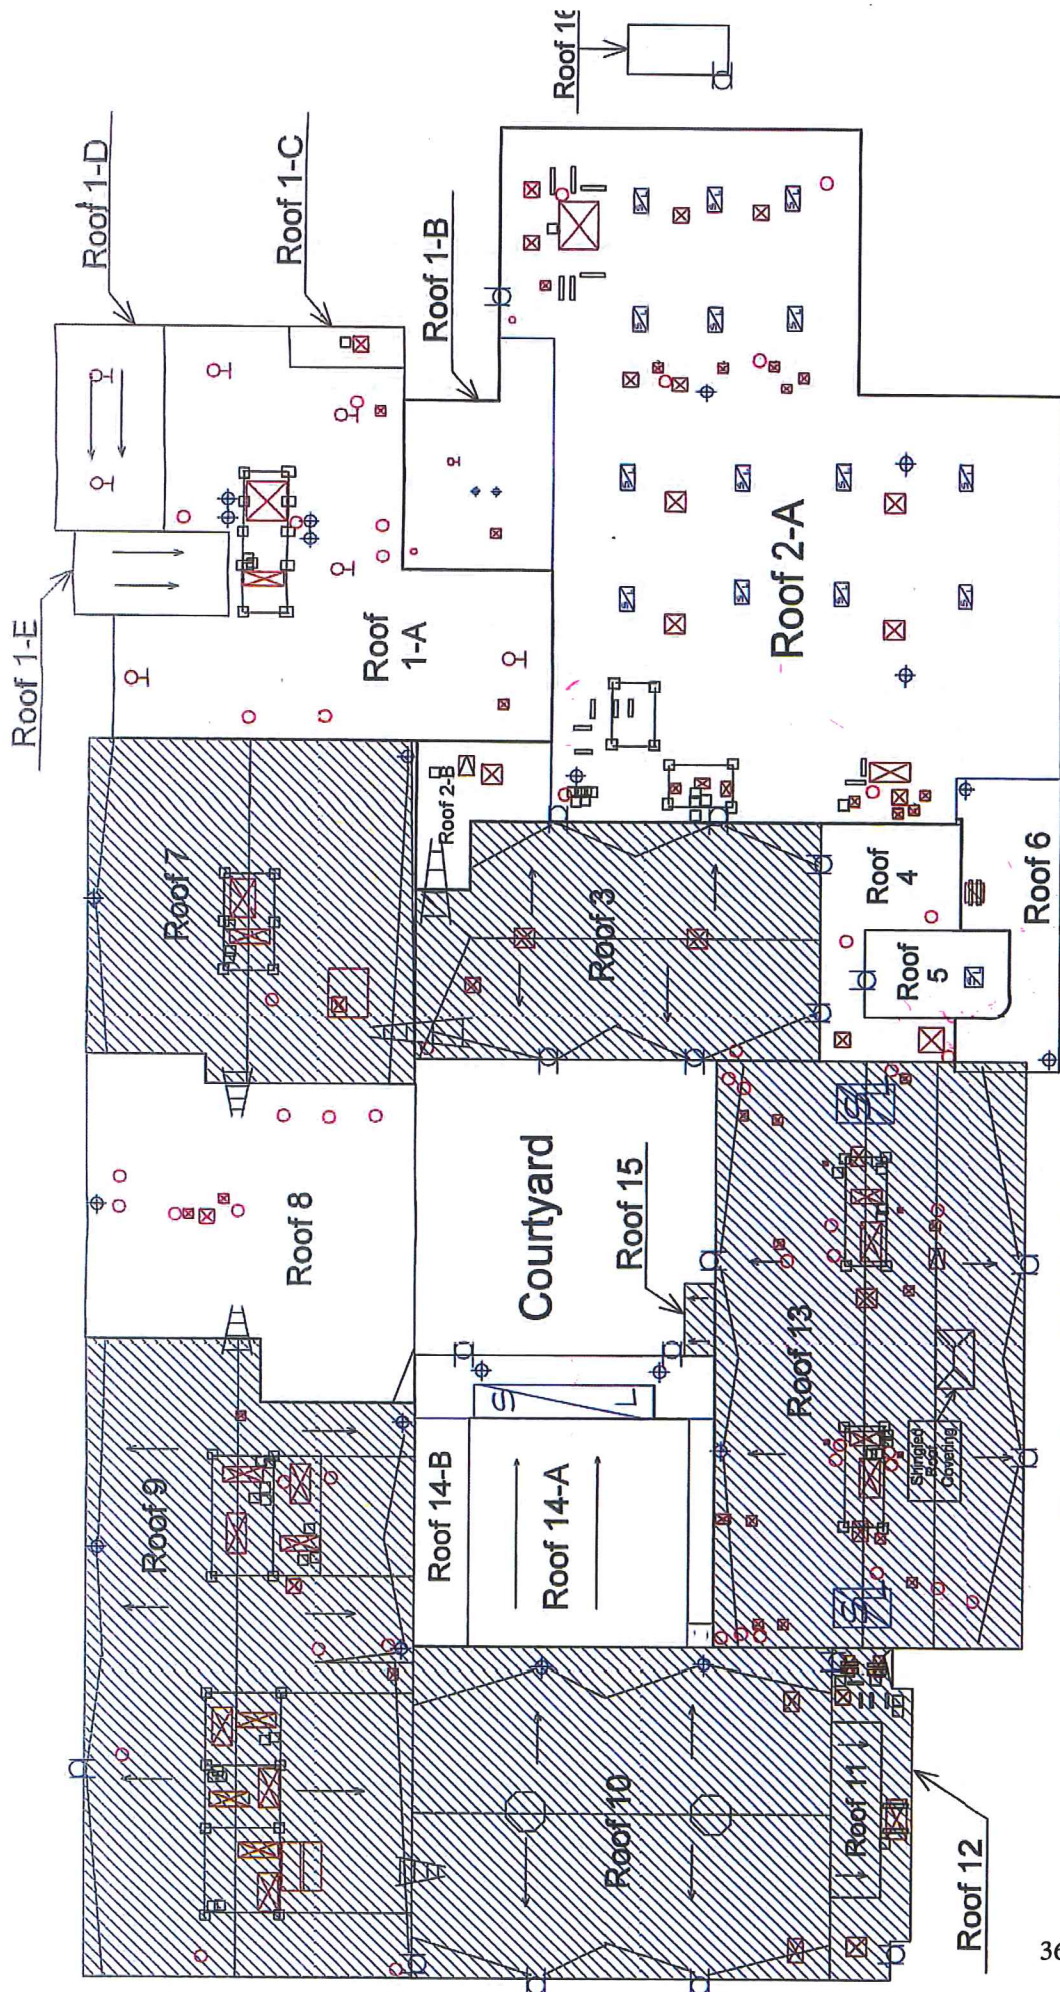 Roof 16
Roof 1-D
Roof 1-C
Roof 1-B
Roof 1-E
Roof
1-A
Roof 2-A
Roof 2-B
Roof 7
Roof 3
Roof
4
Roof
5
Roof 6
Roof 8
Courtyard
Roof 15
Roof 13
Shingled
Roof
Covering
Roof 9
Roof 14-B
Roof 14-A
S
L
Roof 10
Roof 11
Roof 12
36